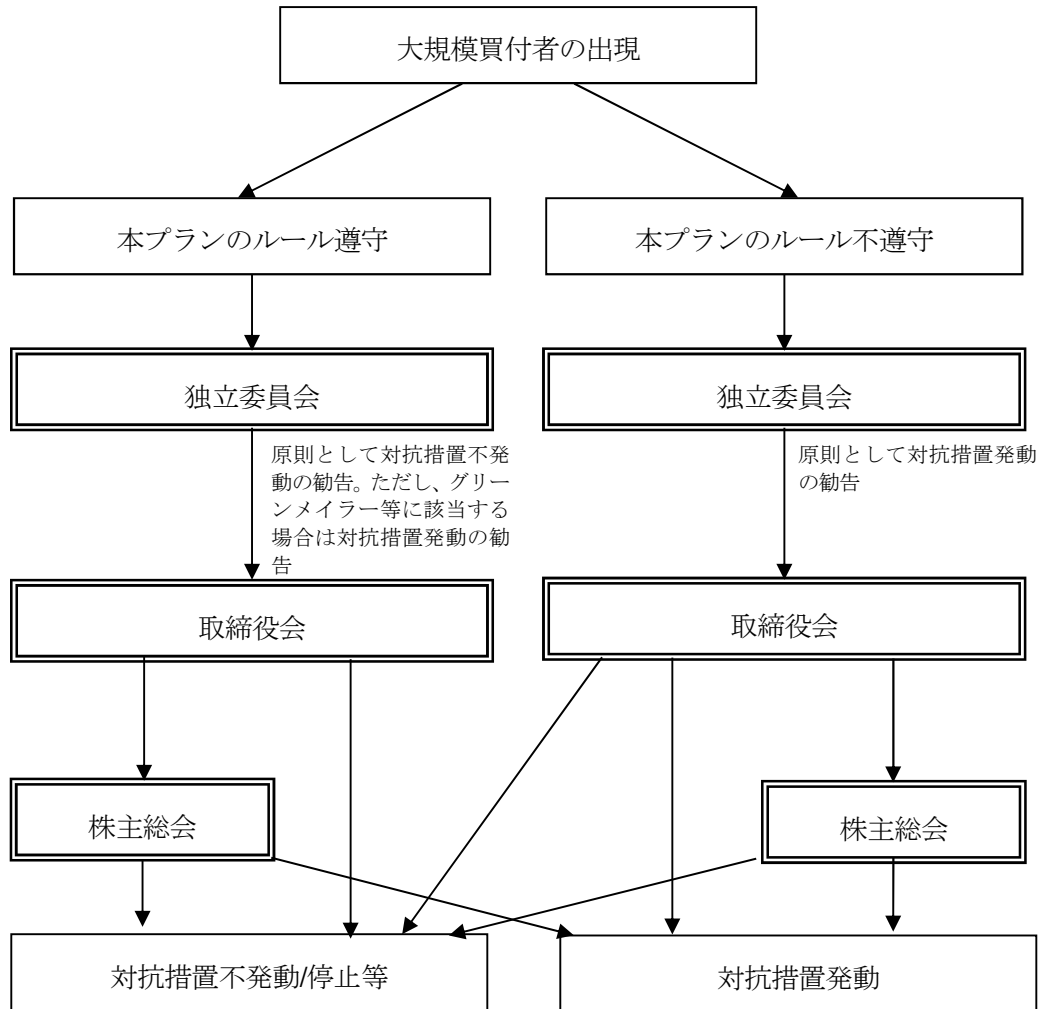 大規模買付者の出現
本プランのルール遵守
本プランのルール不遵守
独立委員会
独立委員会
原則として対抗措置不発
動の勧告。ただし、グリー
ンメイラー等に該当する
場合は対抗措置発動の勧
告
原則として対抗措置発動
の勧告
取締役会
取締役会
株主総会
株主総会
対抗措置不発動/停止等
対抗措置発動